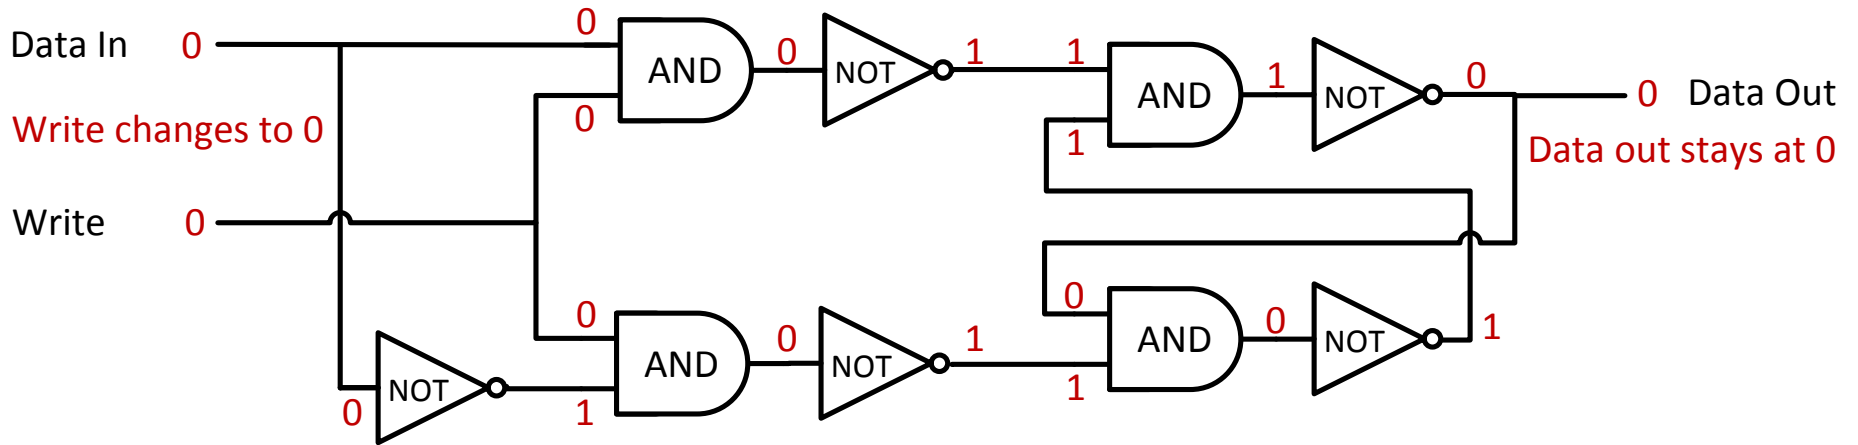 0
Data In 0 AND 0 NOT 1 1
0
1
AND NOT 0
1 0 Data Out
Write changes to 0
0
1
Data out stays at 0
Write 0
0
0
AND 0 NOT 1
0
AND 0 NOT 1
NOT
0
1
1